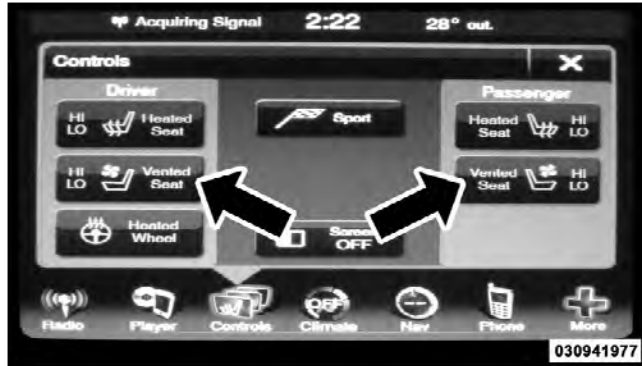 Acquiring Signal 2:22 28° out.
Controls X
Driver
Passenger
HI
LO
Heated
Seat
Sport
Heated
Seat
HI
LO
HI
LO
Vented
Seat
Vented
Seat
HI
LO
Heated
Wheel
Screen
OFF
OFF
Radio Player Controls Climate Nav Phone More
030941977